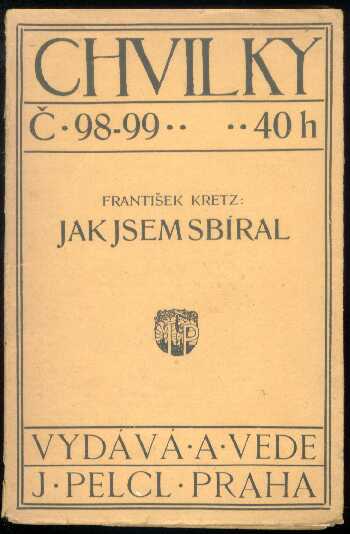 CHVILKY
Č·98-99·· ··40 h
FRANTIŠEK KRETZ:
JAK JSEM SBÍRAL
VYDÁVÁ·A·VEDE
J·PELCL·PRAHA